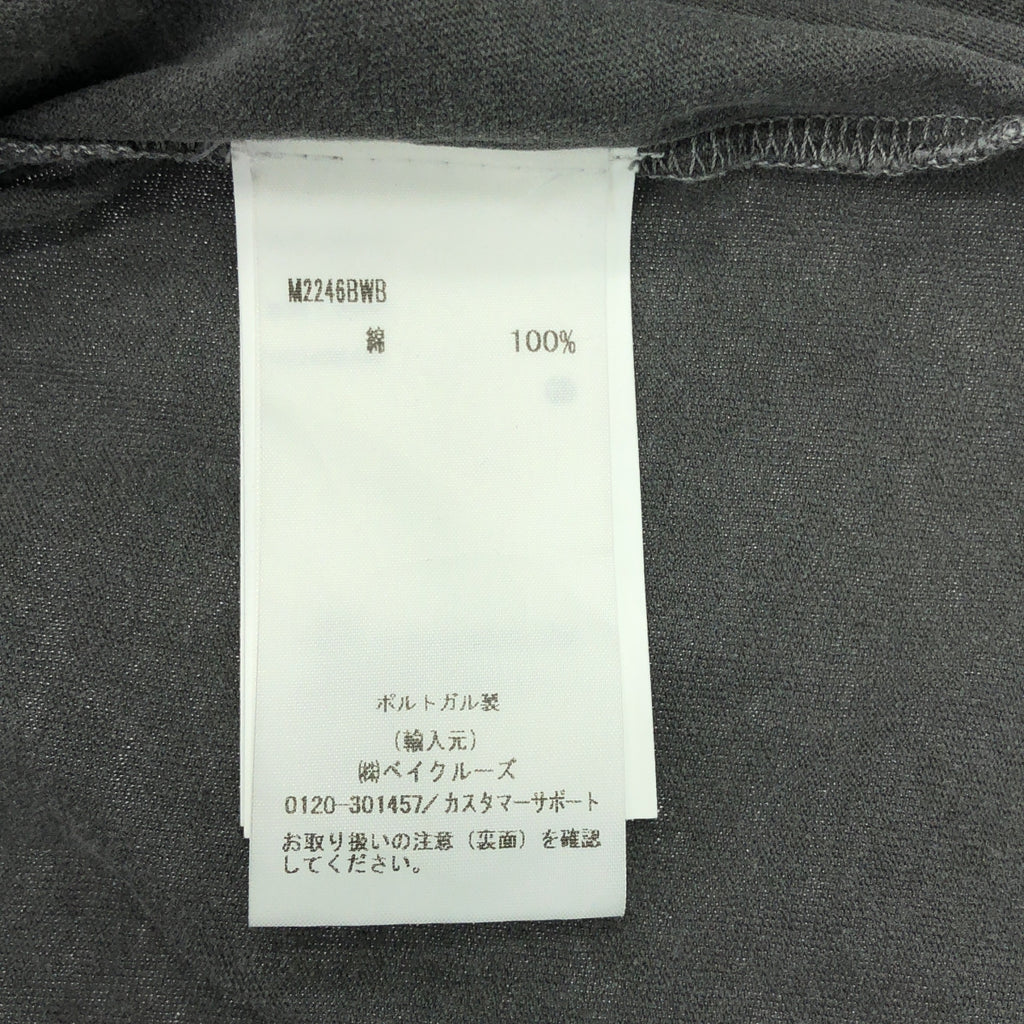 M2246BWB
綿 100%
ポルトガル製
(輸入元)
㈱ベイクルーズ
0120-301457/カスタマーサポート
お取り扱いの注意(裏面)を確認
してください。